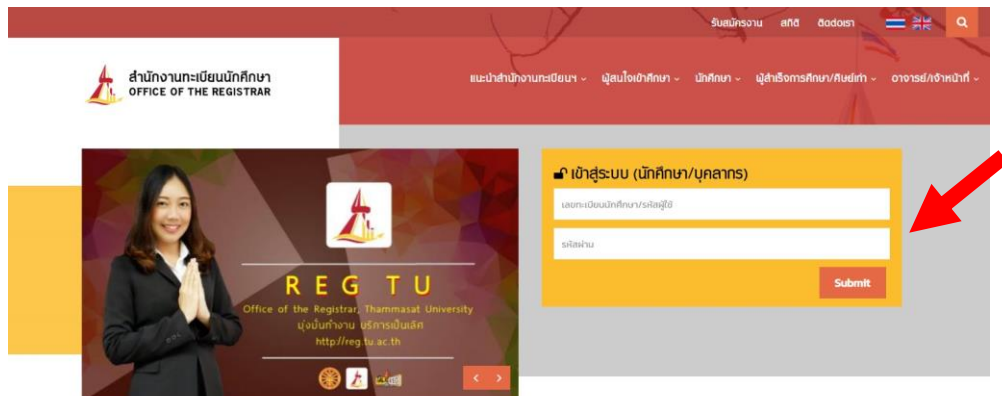 รับสมัครงาน สถิติ ติดต่อเรา
สำนักงานทะเบียนนักศึกษา
OFFICE OF THE REGISTRAR
แนะนำสำนักงานทะเบียนฯ ผู้สนใจเข้าศึกษา นักศึกษา ผู้สำเร็จการศึกษา/ศิษย์เก่า อาจารย์/เจ้าหน้าที่
เข้าสู่ระบบ (นักศึกษา/บุคลากร)
เลขทะเบียนนักศึกษา/รหัสผู้ใช้
รหัสผ่าน
Submit
REG TU
Office of the Registrar, Thammasat University
มุ่งมั่นทำงาน บริการเป็นเลิศ
http://reg.tu.ac.th